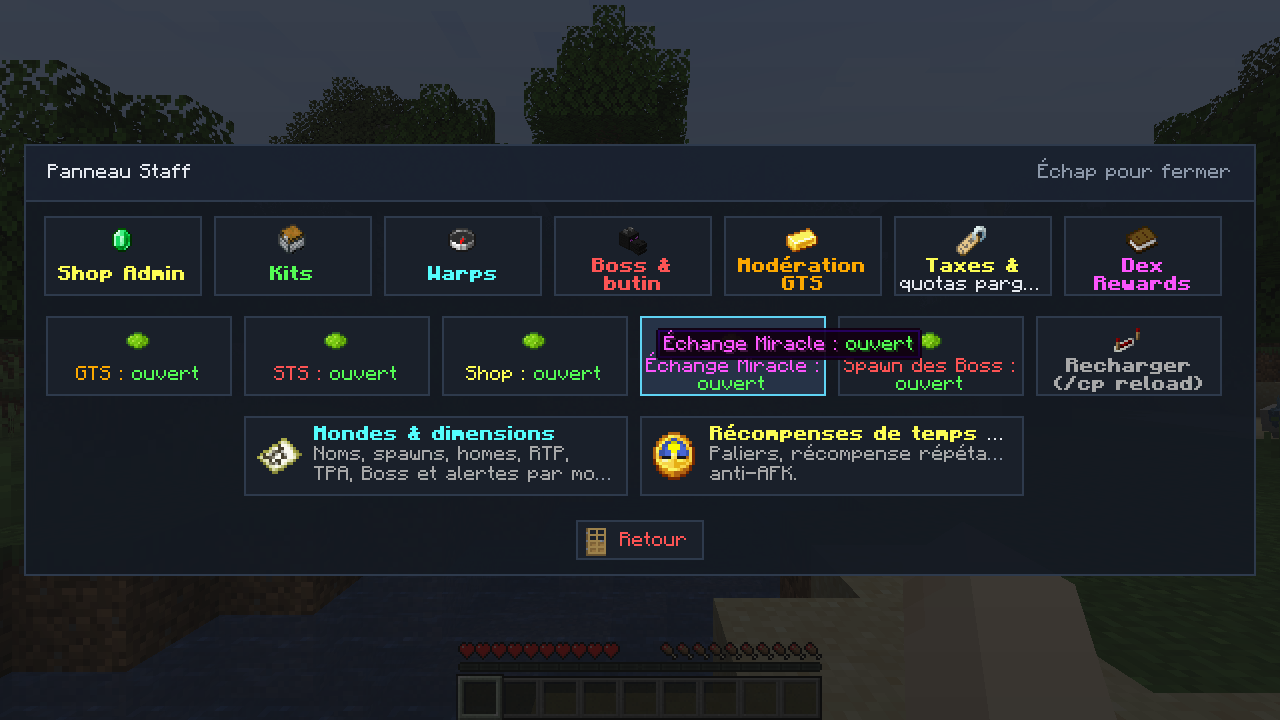 Panneau Staff
Échap pour fermer
Shop Admin
Kits
Warps
Boss &
butin
Modération
GTS
Taxes &
quotas parg...
Dex
Rewards
GTS : ouvert
STS : ouvert
Shop : ouvert
Échange Miracle : ouvert
Échange Miracle :
ouvert
Spawn des Boss :
ouvert
Recharger
(/cp reload)
Mondes & dimensions
Noms, spawns, homes, RTP,
TPA, Boss et alertes par mo...
Récompenses de temps ...
Paliers, récompense répéta...
anti-AFK.
Retour